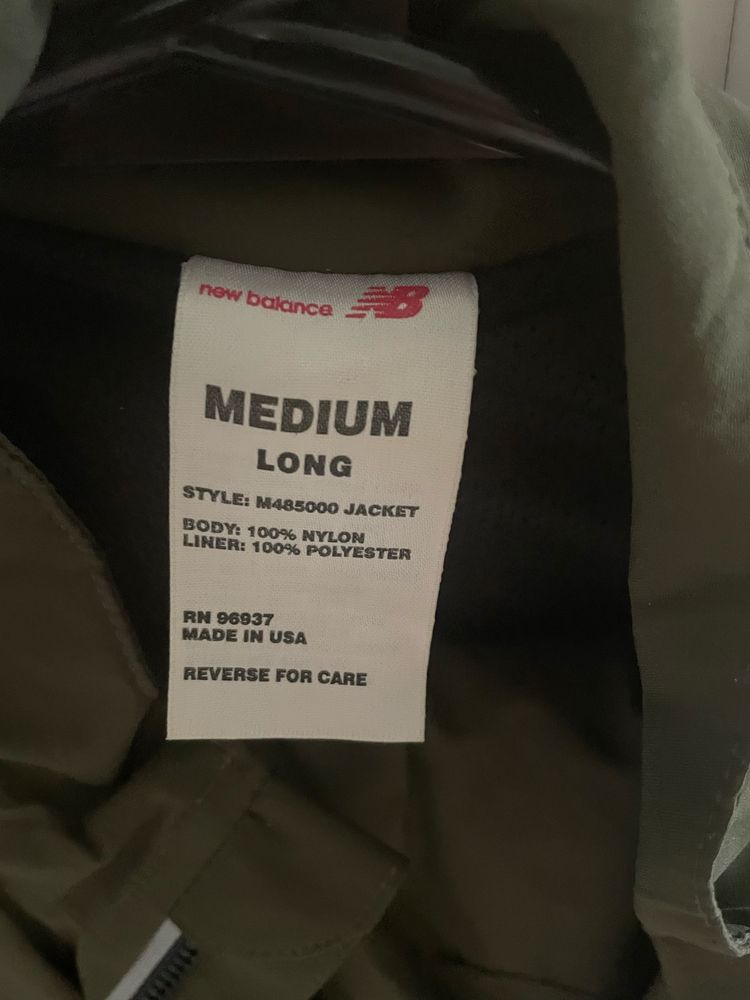 new balance NB
MEDIUM
LONG
STYLE: M485000 JACKET
BODY: 100% NYLON
LINER: 100% POLYESTER
RN 96937
MADE IN USA
REVERSE FOR CARE